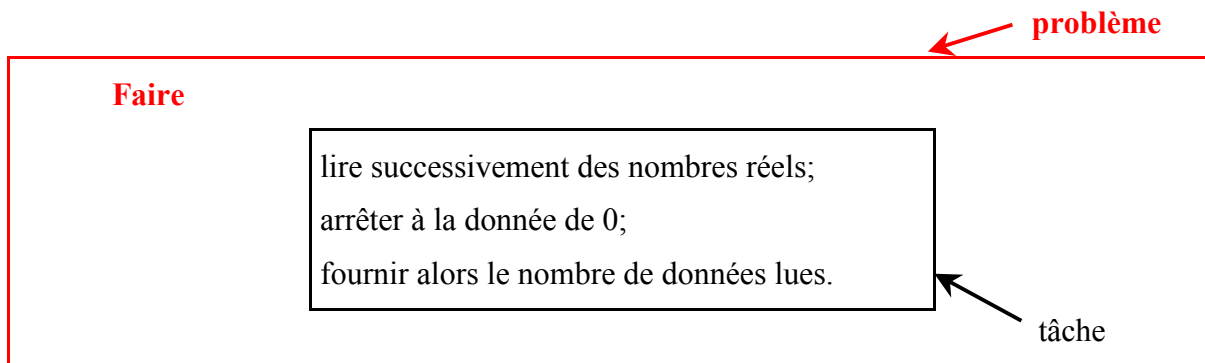 problème
Faire
lire successivement des nombres réels;
arrêter à la donnée de 0;
fournir alors le nombre de données lues.
tâche